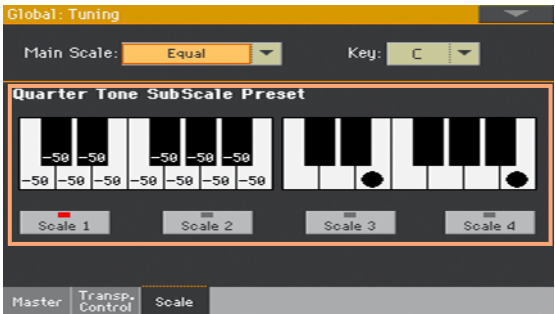 Global: Tuning
Main Scale: Equal Key: C
Quarter Tone SubScale Preset
-50 -50 -50 -50 -50
-50 -50 -50 -50 -50 -50 -50
Scale 1 Scale 2 Scale 3 Scale 4
Master Transp. Control Scale